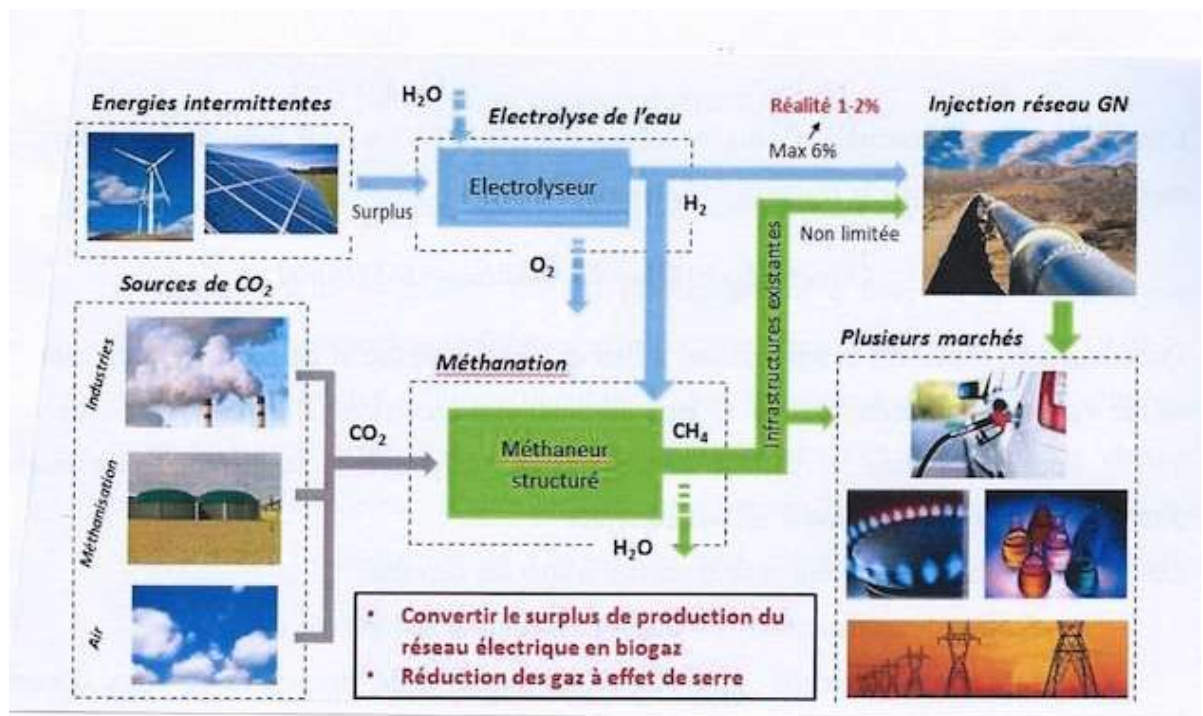 Energies intermittentes
Surplus
H₂O
Electrolyse de l'eau
Electrolyseur
O₂
H₂
Réalité 1-2%
Max 6%
Injection réseau GN
Non limitée
Infrastructures existantes
Sources de CO₂
Industries
Méthanisation
Air
CO₂
Méthanation
Méthaneur
structuré
CH₄
H₂O
Plusieurs marchés
• Convertir le surplus de production du
réseau électrique en biogaz
• Réduction des gaz à effet de serre